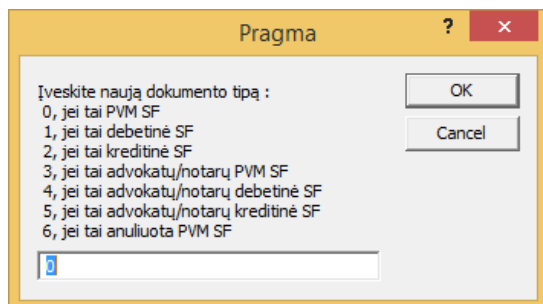 Pragma
? ×
Įveskite naują dokumento tipą :
OK
0, jei tai PVM SF
1, jei tai debetinė SF
Cancel
2, jei tai kreditinė SF
3, jei tai advokatų/notarų PVM SF
4, jei tai advokatų/notarų debetinė SF
5, jei tai advokatų/notarų kreditinė SF
6, jei tai anuliuota PVM SF
0